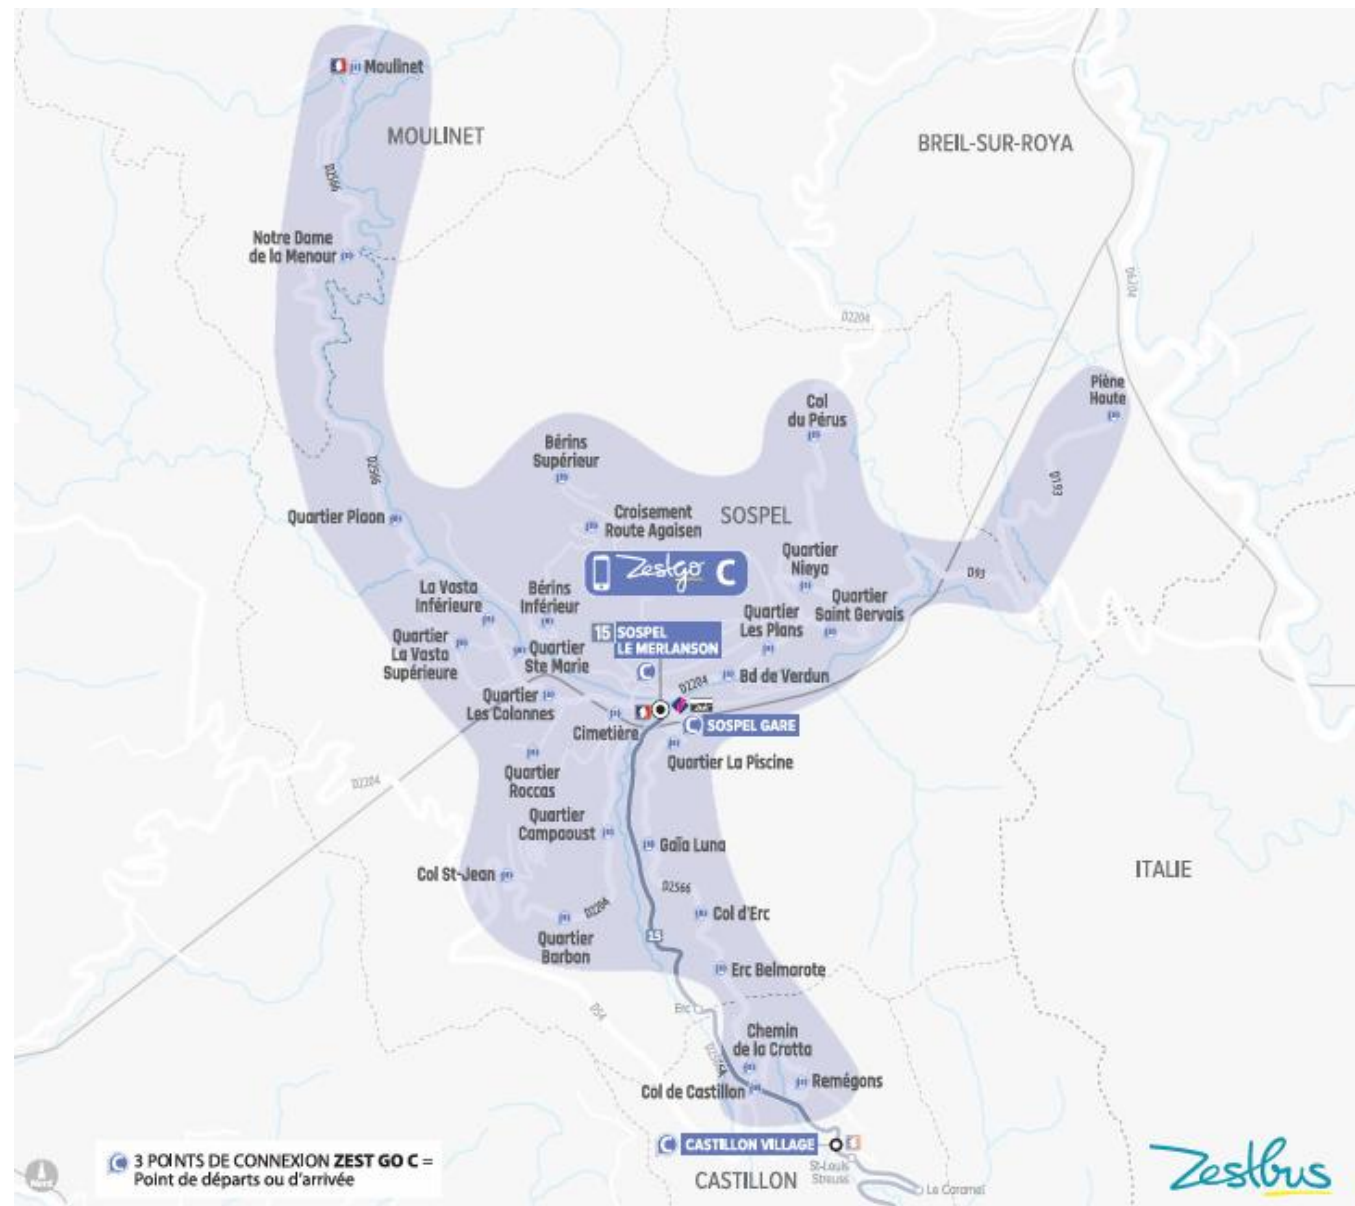 Moulinet
MOULINET
BREIL-SUR-ROYA
D2566
Notre Dame
de la Menour
D6204
D2204
Piène
Haute
Col
du Pérus
Bérins
Supérieur
D2566
D193
Quartier Piaon
Croisement
Route Agaisen
SOSPEL
Zestgo C
Quartier
Nieya
D93
La Vasta
Inférieure
Bérins
Inférieur
Quartier
Saint Gervais
Quartier
Les Plans
15 SOSPEL
LE MERLANSON
Quartier
La Vasta
Supérieure
Quartier
Ste Marie
D2204
Bd de Verdun
Quartier
Les Colonnes
Cimetière
SOSPEL GARE
Quartier La Piscine
Quartier
Roccas
D2204
Quartier
Campaoust
Gaïa Luna
Col St-Jean
D2566
ITALIE
D2204
Col d'Erc
Quartier
Barbon
15
Erc Belmarote
Erc
D54
Chemin
de la Crotta
Col de Castillon
Remégons
CASTILLON VILLAGE
3 POINTS DE CONNEXION ZEST GO C =
Point de départs ou d'arrivée
CASTILLON
St-Louis
Strauss
Le Caramel
Nord
Zestbus